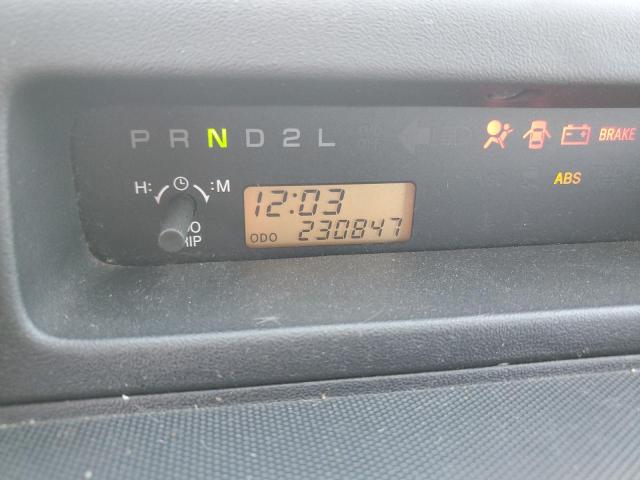 P R N D 2 L
BRAKE
ABS
H: :M
12:03
ODO 230847